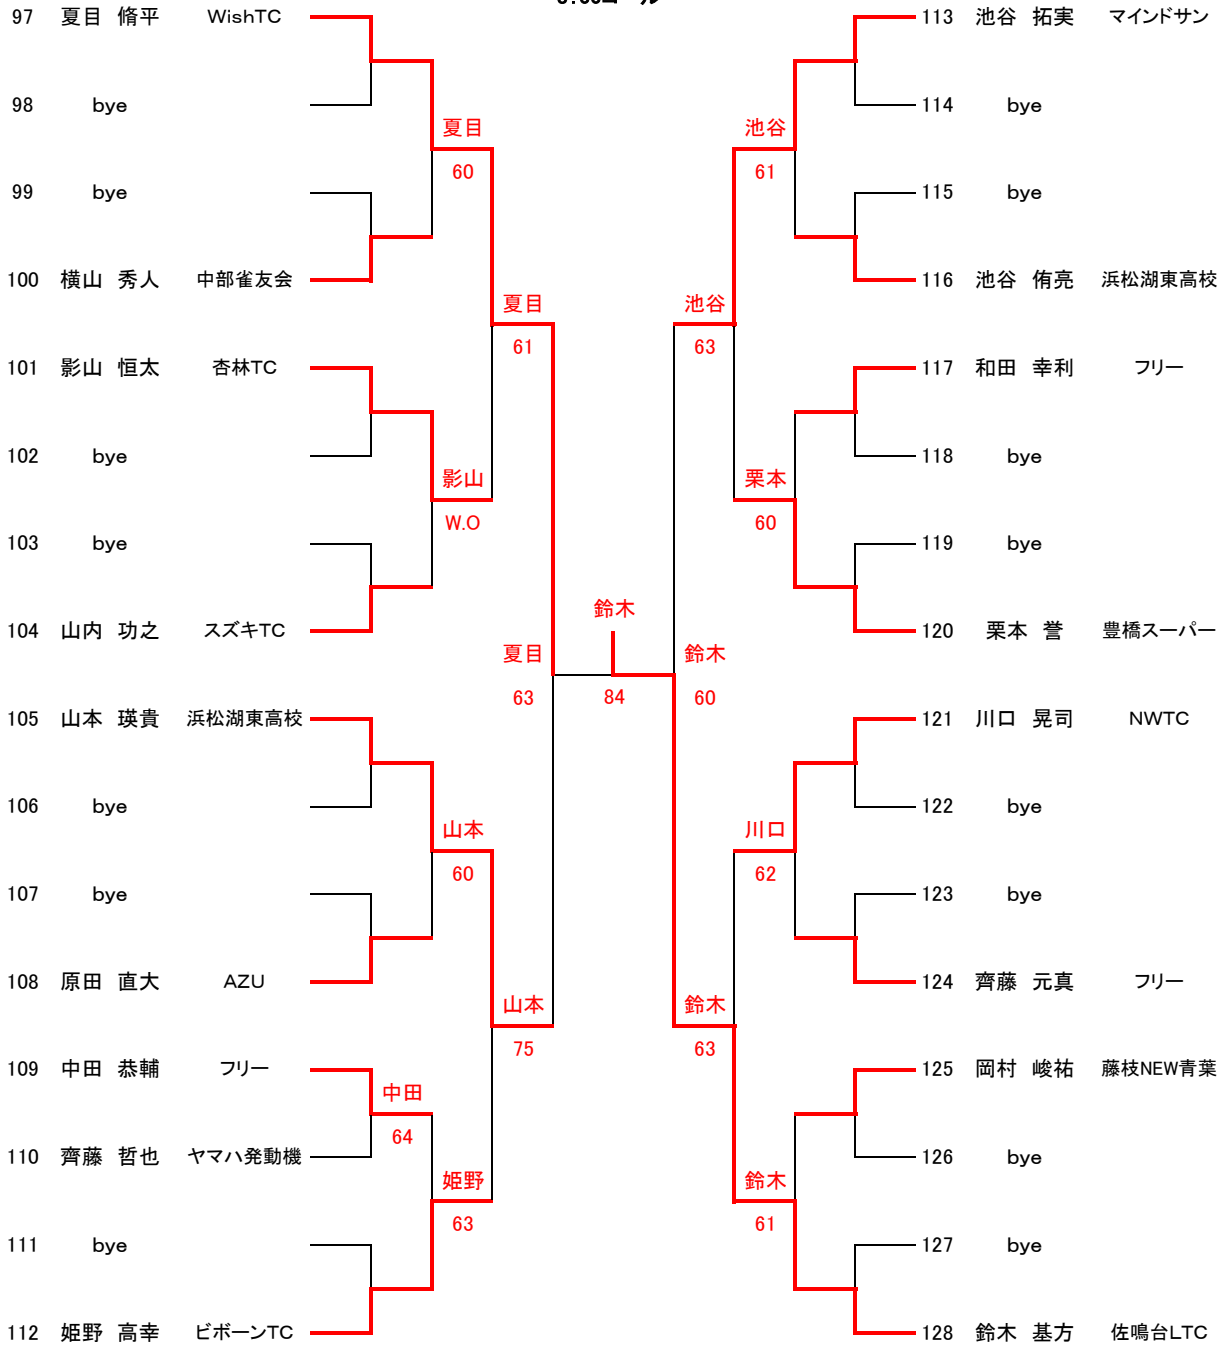 97 夏目 脩平 WishTC
98 bye
99 bye
100 横山 秀人 中部雀友会
101 影山 恒太 杏林TC
102 bye
103 bye
104 山内 功之 スズキTC
105 山本 瑛貴 浜松湖東高校
106 bye
107 bye
108 原田 直大 AZU
109 中田 恭輔 フリー
110 齊藤 哲也 ヤマハ発動機
111 bye
112 姫野 高幸 ビボーンTC
夏目
60
影山
W.O
山本
60
中田
64
姫野
63
夏目
61
山本
75
夏目
63
鈴木
84
鈴木
60
池谷
63
鈴木
63
池谷
61
栗本
60
川口
62
鈴木
61
113 池谷 拓実 マインドサン
114 bye
115 bye
116 池谷 侑亮 浜松湖東高校
117 和田 幸利 フリー
118 bye
119 bye
120 栗本 誉 豊橋スーパー
121 川口 晃司 NWTC
122 bye
123 bye
124 齊藤 元真 フリー
125 岡村 峻祐 藤枝NEW青葉
126 bye
127 bye
128 鈴木 基方 佐鳴台LTC